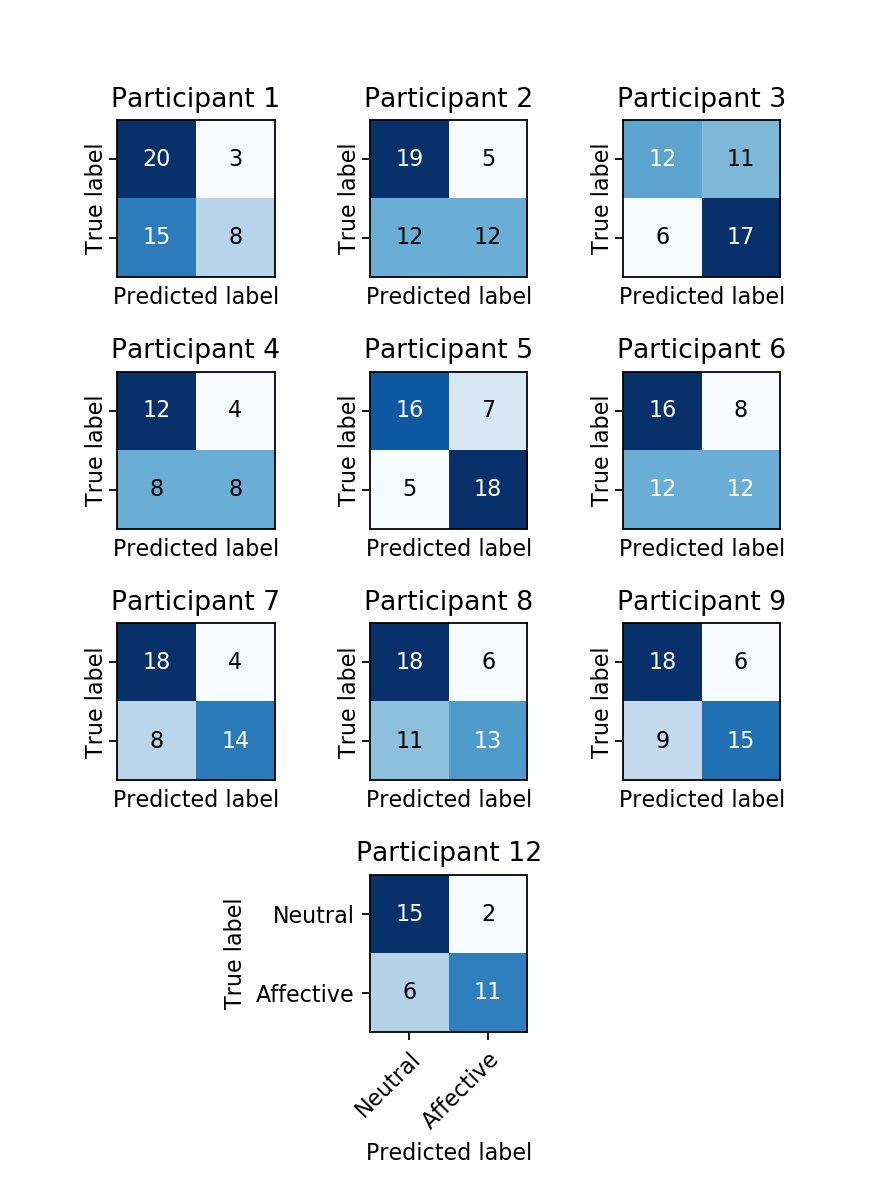 Participant 1 Participant 2 Participant 3
True label 20 3 True label 19 5 True label 12 11
15 8 12 12 6 17
Predicted label Predicted label Predicted label
Participant 4 Participant 5 Participant 6
True label 12 4 True label 16 7 True label 16 8
8 8 5 18 12 12
Predicted label Predicted label Predicted label
Participant 7 Participant 8 Participant 9
True label 18 4 True label 18 6 True label 18 6
8 14 11 13 9 15
Predicted label Predicted label Predicted label
Participant 12
True label
Neutral 15 2
Affective 6 11
Neutral Affective
Predicted label